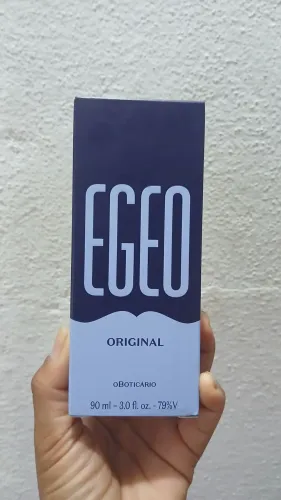 EGEO
ORIGINAL
oBOTICÁRIO
90 ml – 3.0 fl. oz. - 79%V